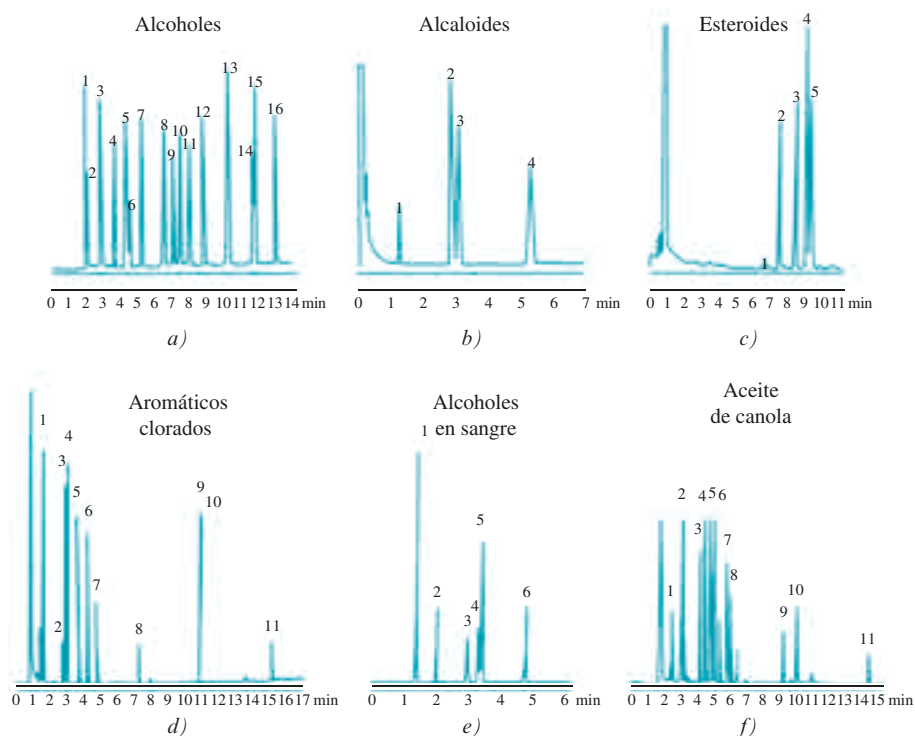 Alcoholes
1
2
3
4
5
6
7
8
9
10
11
12
13
14
15
16
0 1 2 3 4 5 6 7 8 9 10 11 12 13 14 min
a)
Alcaloides
1
2
3
4
0 1 2 3 4 5 6 7 min
b)
Esteroides
1
2
3
4
5
0 1 2 3 4 5 6 7 8 9 10 11 min
c)
Aromáticos
clorados
1
2
3
4
5
6
7
8
9
10
11
0 1 2 3 4 5 6 7 8 9 10 11 12 13 14 15 16 17 min
d)
Alcoholes
en sangre
1
2
3
4
5
6
0 1 2 3 4 5 6 min
e)
Aceite
de canola
1
2
3
4
5
6
7
8
9
10
11
0 1 2 3 4 5 6 7 8 9 10 11 12 13 14 15 min
f)